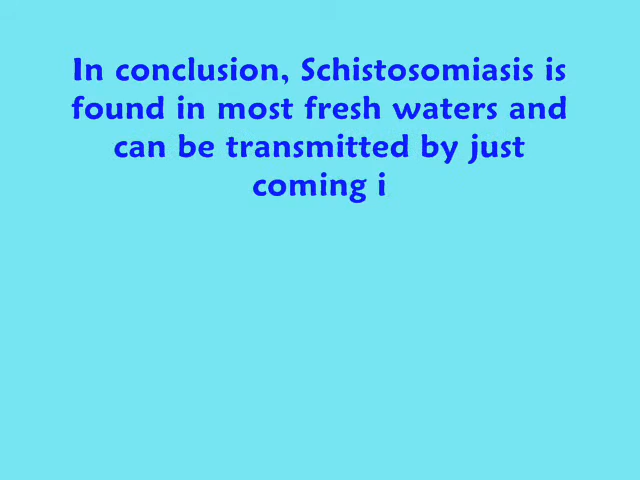 In conclusion, Schistosomiasis is
found in most fresh waters and
can be transmitted by just
coming i